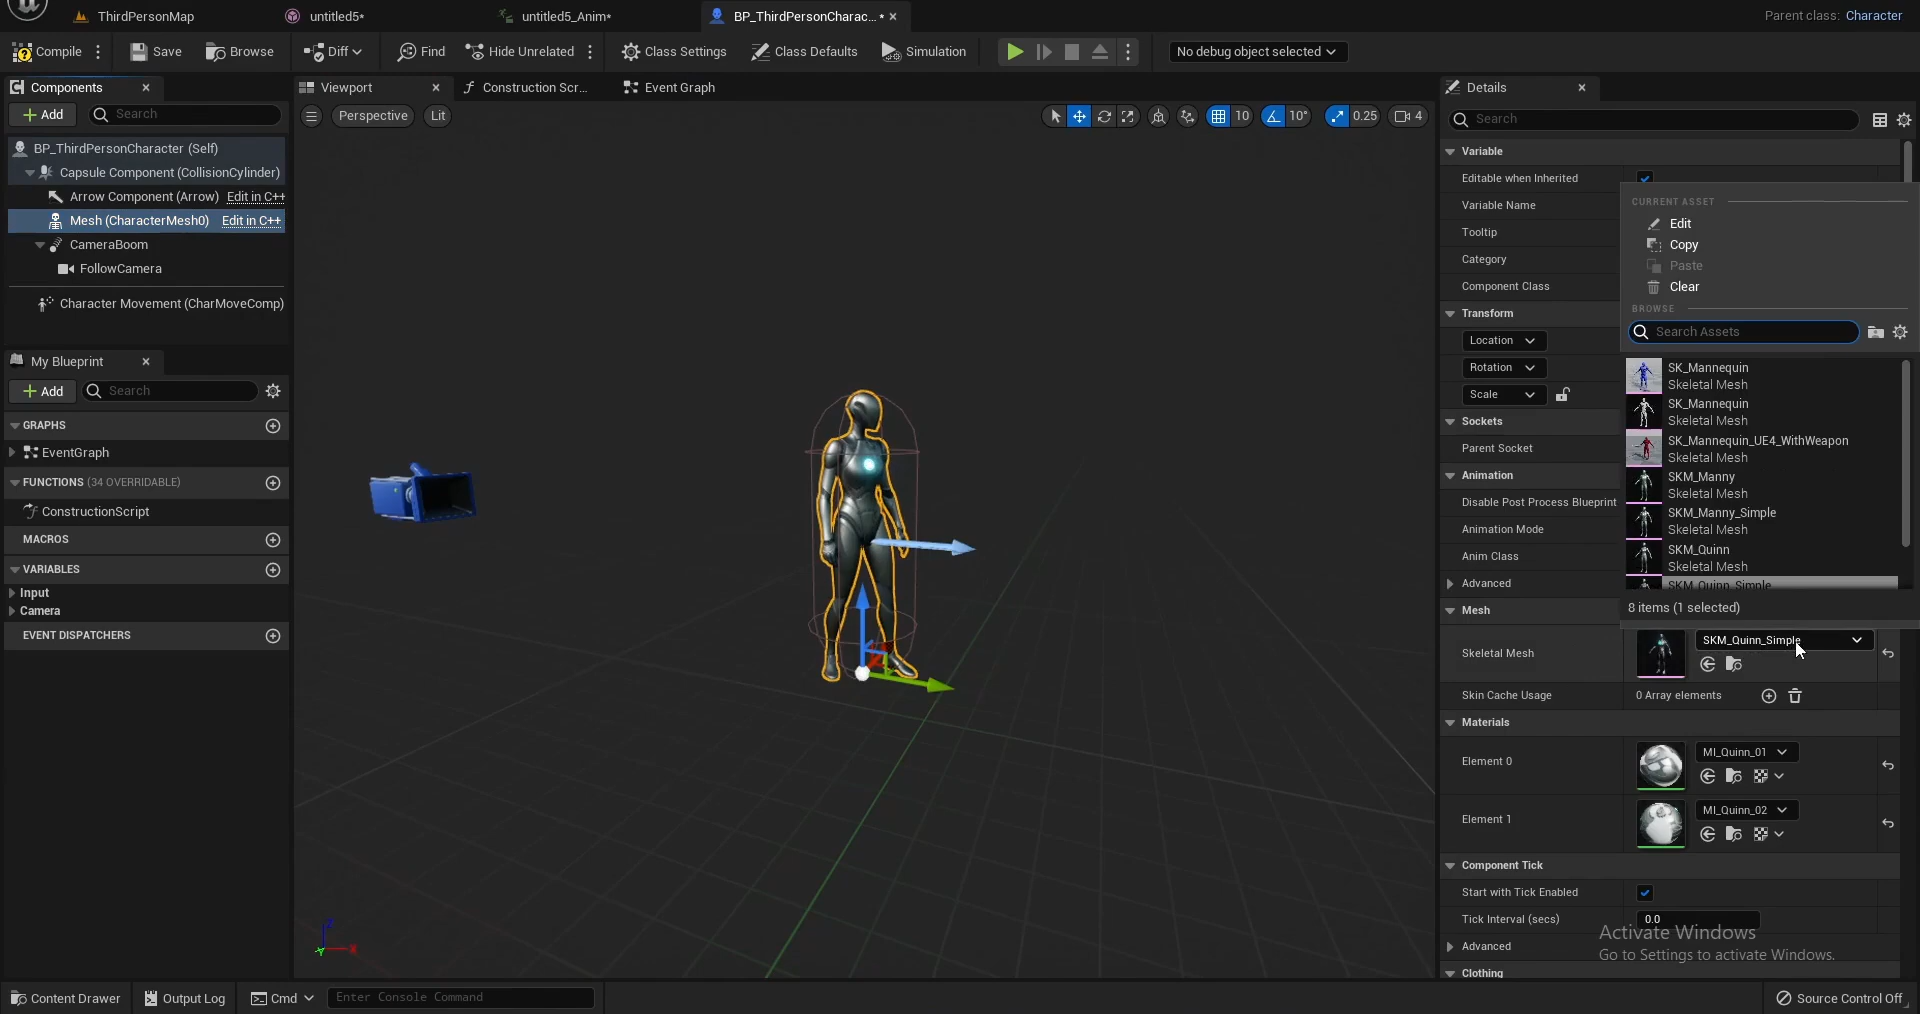 ThirdPersonMap
untitled5*
untitled5_Anim*
BP_ThirdPersonCharac... *
Parent class: Character
Compile
Save
Browse
Diff
Find
Hide Unrelated
Class Settings
Class Defaults
Simulation
No debug object selected
Components
Add
Search
BP_ThirdPersonCharacter (Self)
Capsule Component (CollisionCylinder)
Arrow Component (Arrow) Edit in C++
Mesh (CharacterMesh0) Edit in C++
CameraBoom
FollowCamera
Character Movement (CharMoveComp)
My Blueprint
Add
Search
GRAPHS
EventGraph
FUNCTIONS (34 OVERRIDABLE)
ConstructionScript
MACROS
VARIABLES
Input
Camera
EVENT DISPATCHERS
Viewport
Construction Scr...
Event Graph
Perspective
Lit
10
10°
0.25
4
Z
X
Y
Details
Search
Variable
Editable when Inherited
Variable Name
Tooltip
Category
Component Class
Transform
Location
Rotation
Scale
Sockets
Parent Socket
Animation
Disable Post Process Blueprint
Animation Mode
Anim Class
Advanced
Mesh
Skeletal Mesh
SKM_Quinn_Simple
Skin Cache Usage
0 Array elements
Materials
Element 0
MI_Quinn_01
Element 1
MI_Quinn_02
Component Tick
Start with Tick Enabled
Tick Interval (secs)
0.0
Advanced
Clothing
CURRENT ASSET
Edit
Copy
Paste
Clear
BROWSE
Search Assets
SK_Mannequin
Skeletal Mesh
SK_Mannequin
Skeletal Mesh
SK_Mannequin_UE4_WithWeapon
Skeletal Mesh
SKM_Manny
Skeletal Mesh
SKM_Manny_Simple
Skeletal Mesh
SKM_Quinn
Skeletal Mesh
SKM_Quinn_Simple
8 items (1 selected)
Activate Windows
Go to Settings to activate Windows.
Content Drawer
Output Log
Cmd
Enter Console Command
Source Control Off